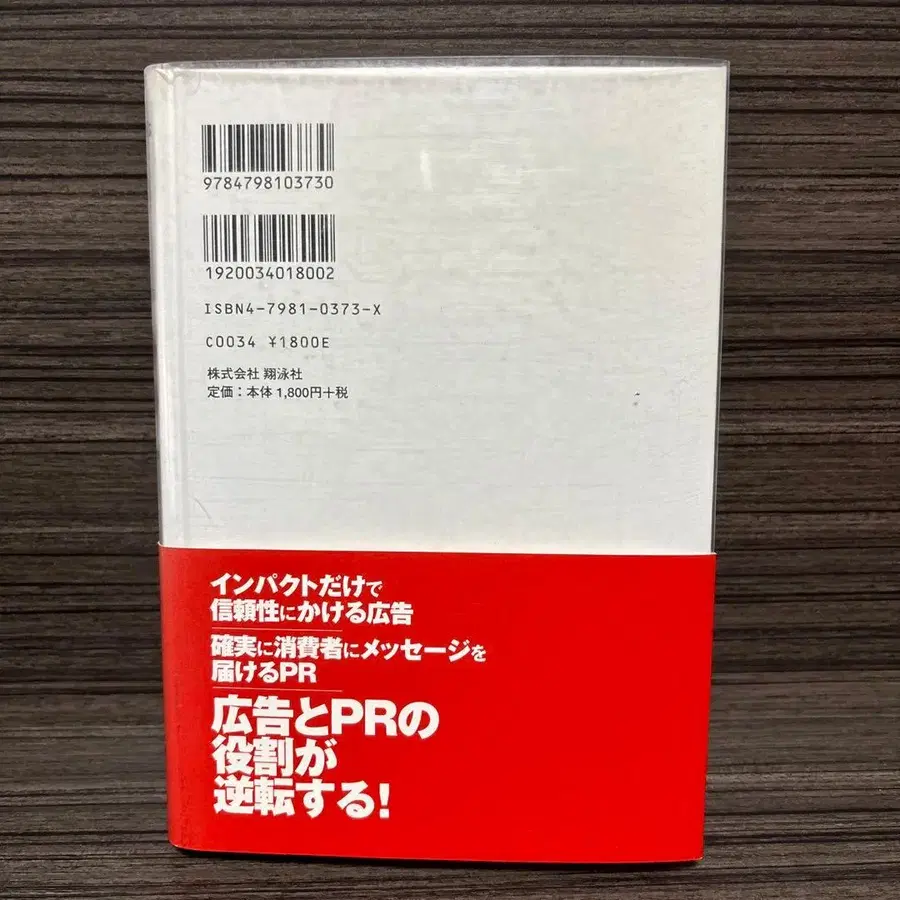 9784798103730
1920034018002
ISBN4-7981-0373-X
C0034 ¥1800E
株式会社 翔泳社
定価：本体1,800円＋税
インパクトだけで
信頼性にかける広告
確実に消費者にメッセージを
届けるPR
広告とPRの
役割が
逆転する！